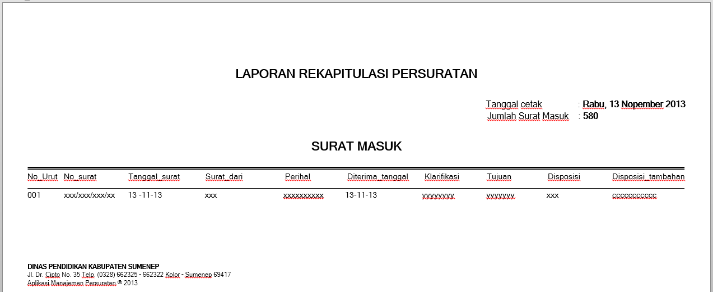 LAPORAN REKAPITULASI PERSURATAN
Tanggal cetak Rabu, 13 Nopember 2013
Jumlah Surat Masuk : 580
SURAT MASUK
No_Urut No_surat Tanggal_surat Surat_dari Perihal Diterima_tanggal Klarifikasi Tujuan Disposisi Disposisi_tambahan
001 xxx/xxx/xxx/xx 13 -11-13 xxx xxxxxxxxxx 13-11-13 yyyyyyyy yyyyyyy xxx ccccccccccc
DINAS PENDIDIKAN KABUPATEN SUMENEP
Jl. Dr. Cipto No. 35 Telp. (0328) 662325 - 662322 Kolor - Sumenep 69417
Aplikasi Manajemen Persuratan ® 2013